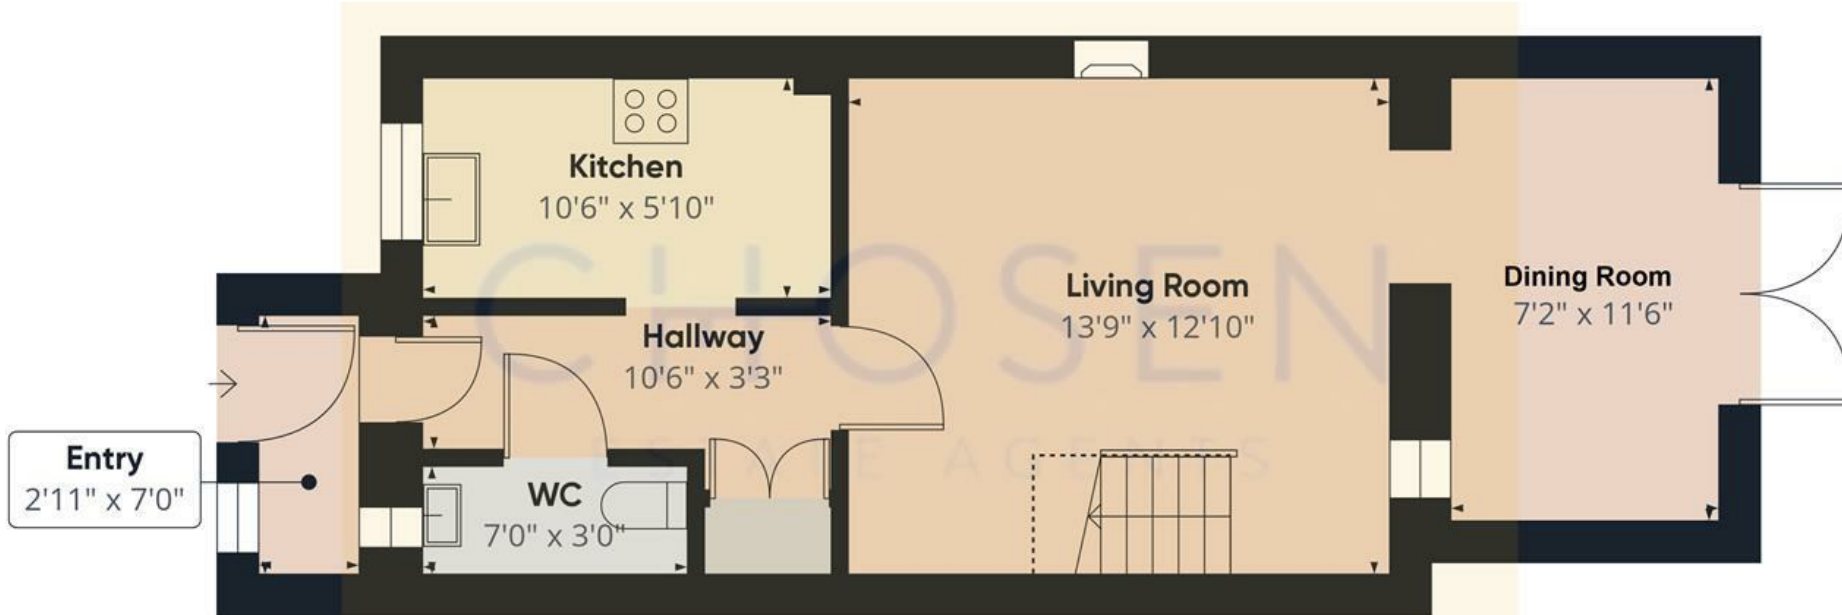 Kitchen
10'6" x 5'10"
CHOSEN
ESTATE AGENTS
Living Room
13'9" x 12'10"
Dining Room
7'2" x 11'6"
Hallway
10'6" x 3'3"
Entry
2'11" x 7'0"
WC
7'0" x 3'0"